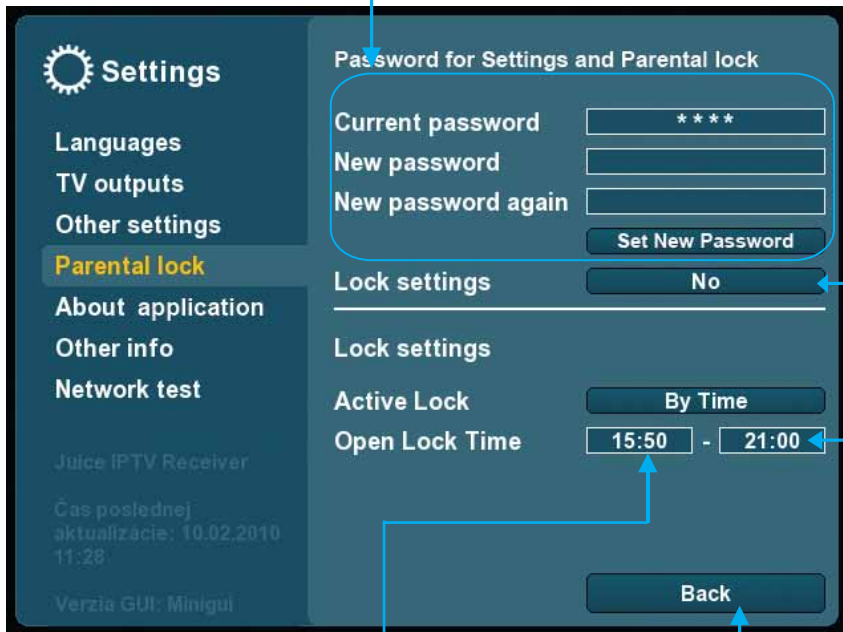 Settings
Languages
TV outputs
Other settings
Parental lock
About application
Other info
Network test
Juice IPTV Receiver
Čas poslednej
aktualizácie: 10.02.2010
11:28
Verzia GUI: Minigui
Password for Settings and Parental lock
Current password ****
New password
New password again
Set New Password
Lock settings No
Lock settings
Active Lock By Time
Open Lock Time 15:50 - 21:00
Back